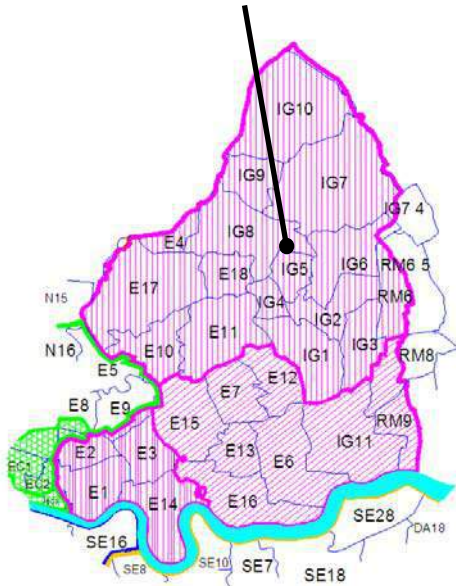 IG10
IG9
IG7
IG7 4
IG8
E4
IG5
IG6
RM6 5
E18
E17
RM6
N15
IG4
IG2
E11
N16
E10
IG1
IG3
RM8
E5
E12
E7
E8
E9
E15
RM9
E2
E3
E13
IG11
EC1
E6
EC2
E1
E14
E16
SE28
DA18
SE16
SE8
SE10
SE7
SE18